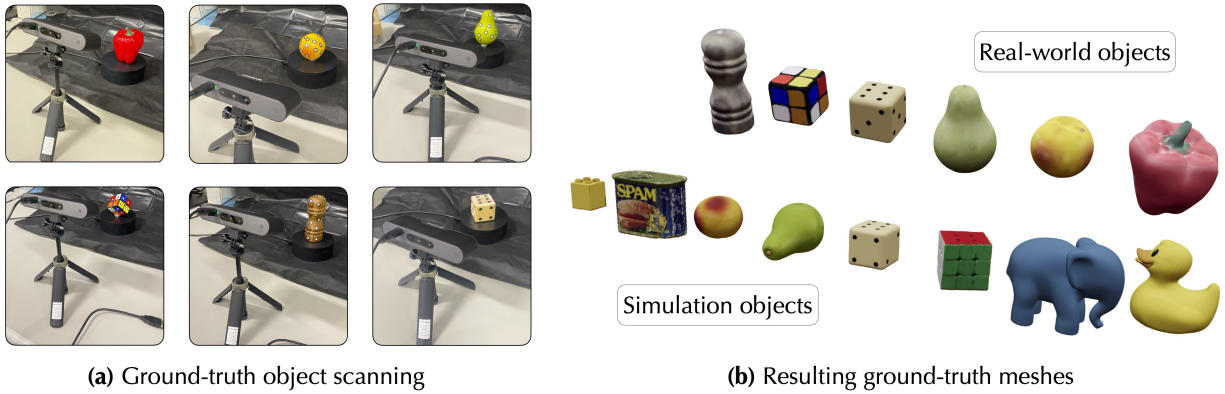 Real-world objects
SPAM
Simulation objects
(a) Ground-truth object scanning
(b) Resulting ground-truth meshes